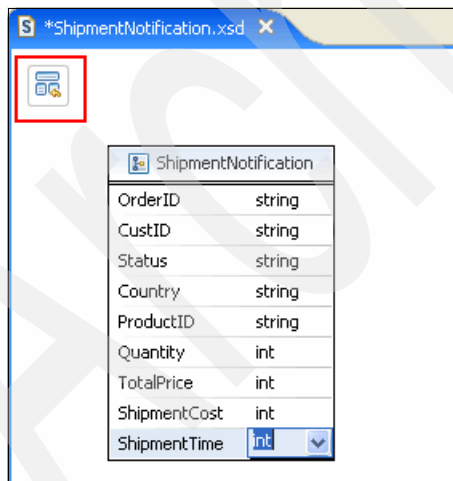 S *ShipmentNotification.xsd
ShipmentNotification
OrderID string
CustID string
Status string
Country string
ProductID string
Quantity int
TotalPrice int
ShipmentCost int
ShipmentTime int